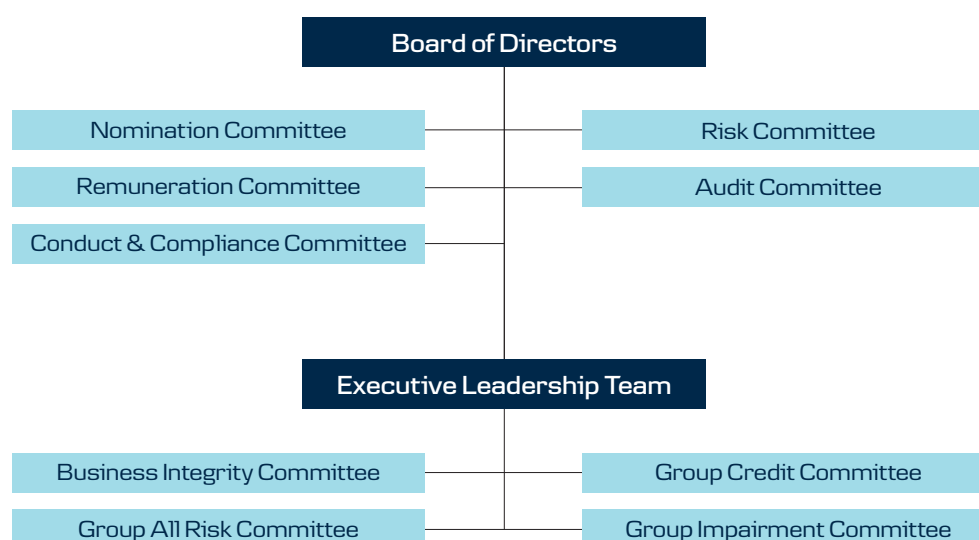 Board of Directors
Nomination Committee
Risk Committee
Remuneration Committee
Audit Committee
Conduct & Compliance Committee
Executive Leadership Team
Business Integrity Committee
Group Credit Committee
Group All Risk Committee
Group Impairment Committee